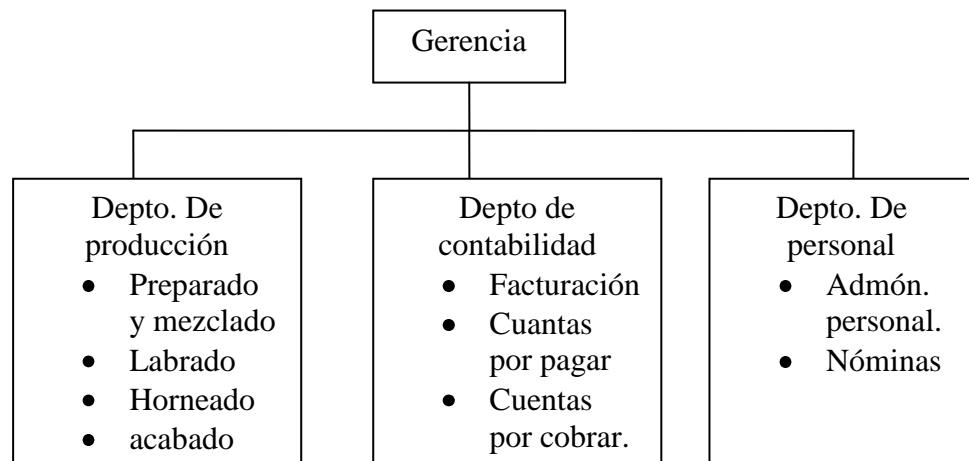 Gerencia
Depto. De
producción
• Preparado
y mezclado
• Labrado
• Horneado
• acabado
Depto de
contabilidad
• Facturación
• Cuantas
por pagar
• Cuentas
por cobrar.
Depto. De
personal
• Admón.
personal.
• Nóminas